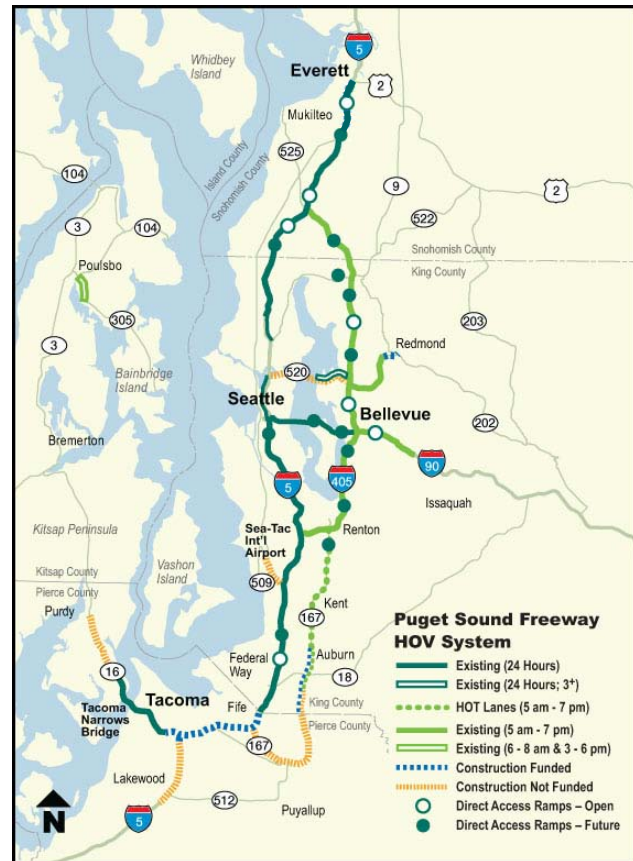 5
Everett
2
Whidbey
Island
Mukilteo
525
Island County
Snohomish County
104
9
2
522
3
104
Snohomish County
King County
Poulsbo
203
305
Redmond
3
520
Bainbridge
Island
Seattle
Bellevue
202
Bremerton
90
5
405
Issaquah
Sea-Tac
Int'l
Airport
Renton
Kitsap Peninsula
Vashon
Island
Kitsap County
Pierce County
509
Kent
Purdy
167
Auburn
16
Federal
Way
18
Tacoma
Tacoma
Narrows
Bridge
Fife
King County
Pierce County
167
Lakewood
512
Puyallup
5
N
Puget Sound Freeway
HOV System
Existing (24 Hours)
Existing (24 Hours; 3+)
HOT Lanes (5 am - 7 pm)
Existing (5 am - 7 pm)
Existing (6 - 8 am & 3 - 6 pm)
Construction Funded
Construction Not Funded
Direct Access Ramps – Open
Direct Access Ramps – Future